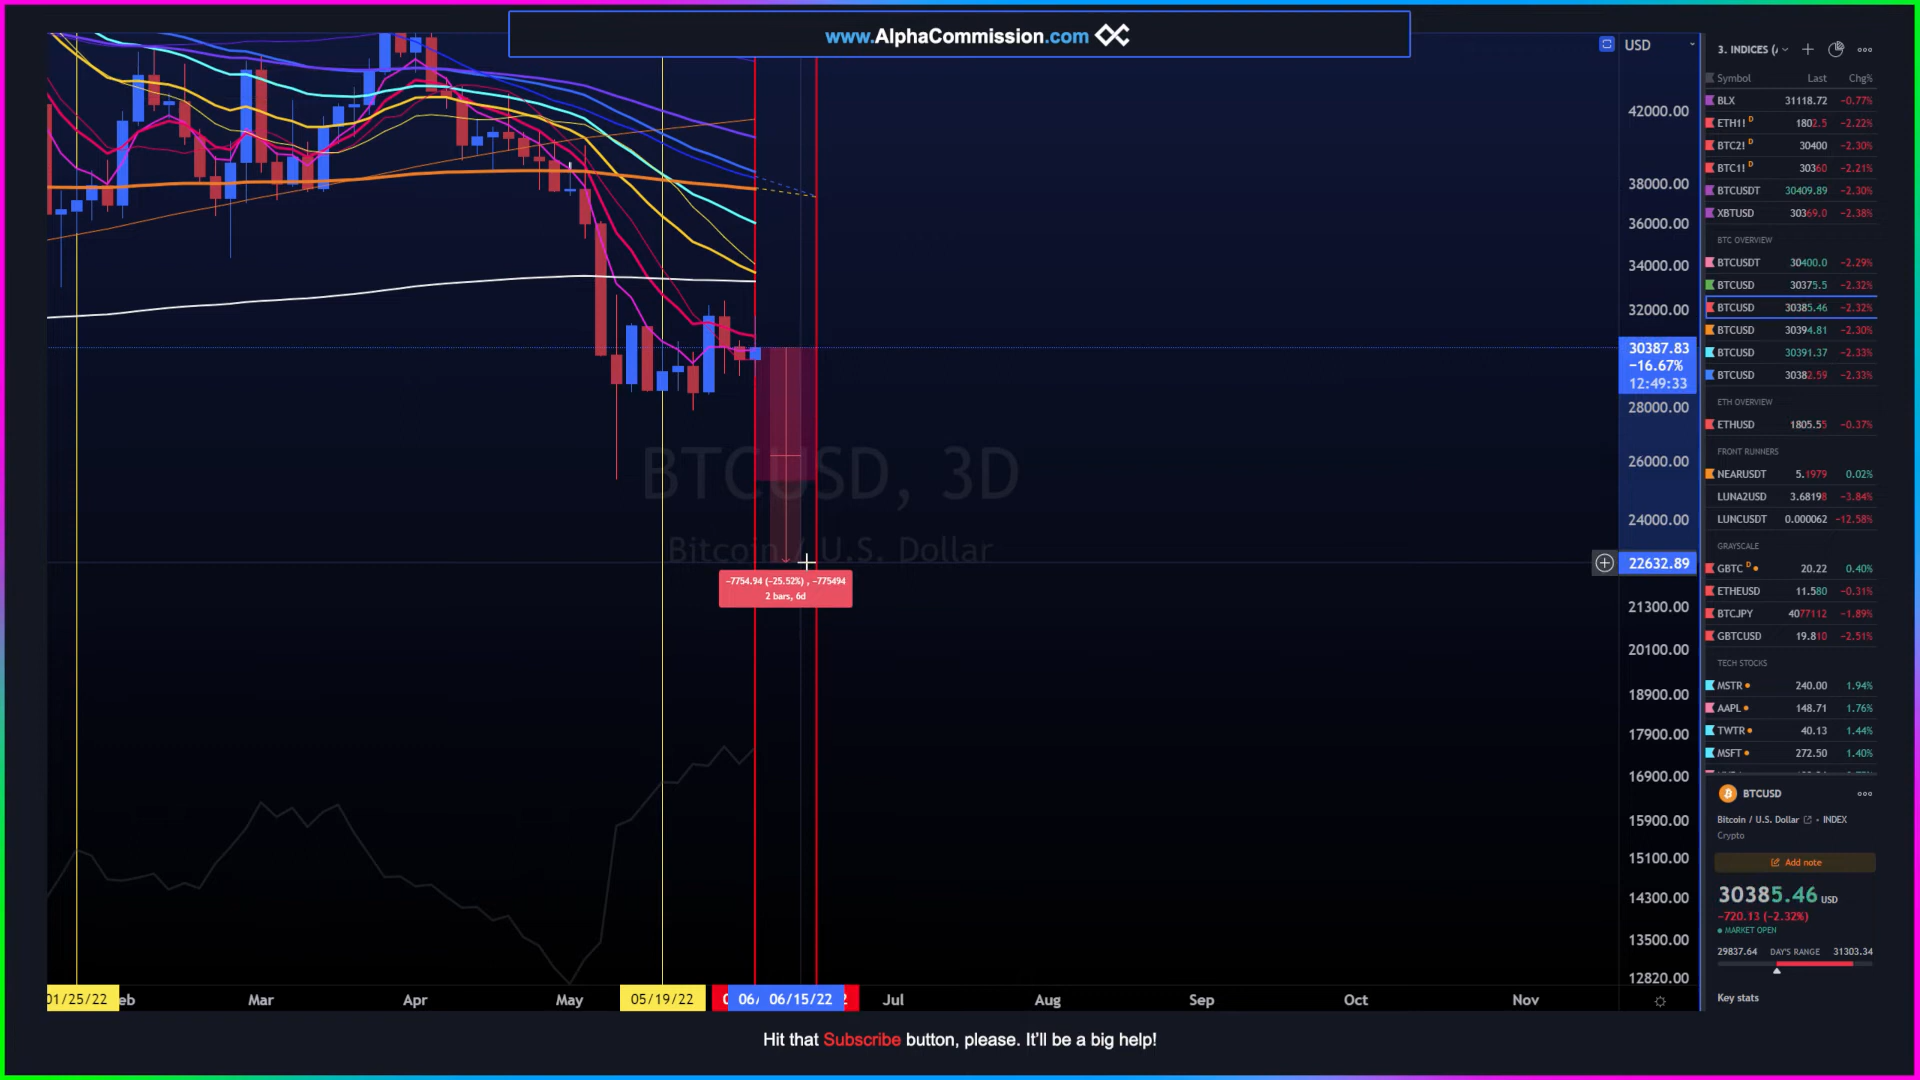 www.AlphaCommission.com
USD
42000.00
38000.00
36000.00
34000.00
32000.00
30387.83
−16.67%
12:49:33
28000.00
26000.00
24000.00
22632.89
21300.00
20100.00
18900.00
17900.00
16900.00
15900.00
15100.00
14300.00
13500.00
12820.00
BTCUSD, 3D
Bitcoin / U.S. Dollar
−7754.94 (−25.52%) , −775494
2 bars, 6d
01/25/22 eb Mar Apr May 05/19/22 06/ 06/15/22 2 Jul Aug Sep Oct Nov
3. INDICES (
Symbol Last Chg%
BLX 31118.72 −0.77%
ETH1! D 1802.5 −2.22%
BTC2! D 30400 −2.30%
BTC1! D 30360 −2.21%
BTCUSDT 30409.89 −2.30%
XBTUSD 30369.0 −2.38%
BTC OVERVIEW
BTCUSDT 30400.0 −2.29%
BTCUSD 30375.5 −2.32%
BTCUSD 30385.46 −2.32%
BTCUSD 30394.81 −2.30%
BTCUSD 30391.37 −2.33%
BTCUSD 30382.59 −2.33%
ETH OVERVIEW
ETHUSD 1805.55 −0.37%
FRONT RUNNERS
NEARUSDT 5.1979 0.02%
LUNA2USD 3.68198 −3.84%
LUNCUSDT 0.000062 −12.58%
GRAYSCALE
GBTC D 20.22 0.40%
ETHEUSD 11.580 −0.31%
BTCJPY 4077112 −1.89%
GBTCUSD 19.810 −2.51%
TECH STOCKS
MSTR 240.00 1.94%
AAPL 148.71 1.76%
TWTR 40.13 1.44%
MSFT 272.50 1.40%
BTCUSD
Bitcoin / U.S. Dollar • INDEX
Crypto
Add note
30385.46 USD
−720.13 (−2.32%)
MARKET OPEN
29837.64 DAY'S RANGE 31303.34
Key stats
Hit that Subscribe button, please. It'll be a big help!